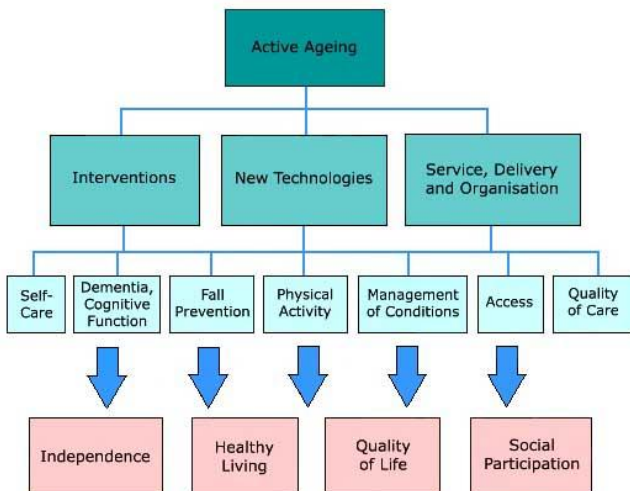 Active Ageing
Interventions
New Technologies
Service, Delivery
and Organisation
Self-
Care
Dementia,
Cognitive
Function
Fall
Prevention
Physical
Activity
Management
of Conditions
Access
Quality
of Care
Independence
Healthy
Living
Quality
of Life
Social
Participation